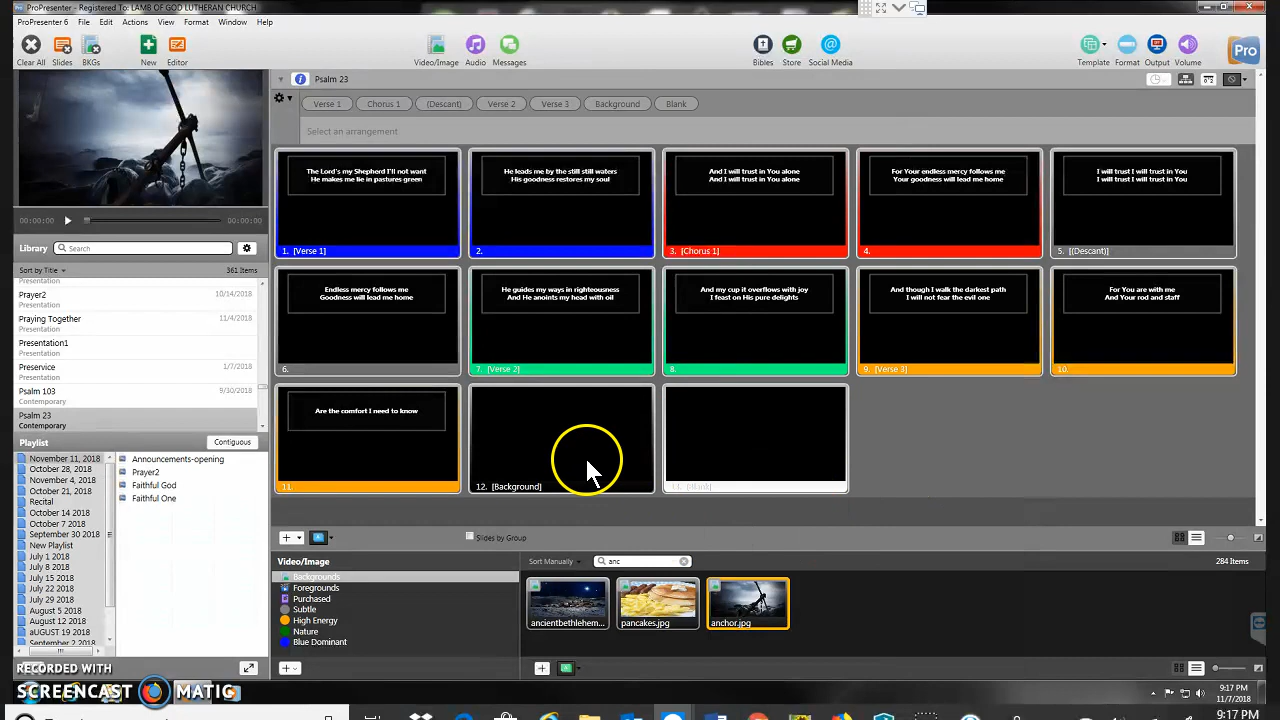 ProPresenter - Registered To: LAMB OF GOD LUTHERAN CHURCH
ProPresenter 6 File Edit Actions View Format Window Help
Clear All Slides BKGs New Editor Video/Image Audio Messages Bibles Store Social Media Template Format Output Volume Pro
Psalm 23
Verse 1 Chorus 1 (Descant) Verse 2 Verse 3 Background Blank
Select an arrangement
The Lord's my Shepherd I'll not want
He makes me lie in pastures green
1. [Verse 1]
He leads me by the still still waters
His goodness restores my soul
2.
And I will trust in You alone
And I will trust in You alone
3. [Chorus 1]
For Your endless mercy follows me
Your goodness will lead me home
4.
I will trust I will trust in You
I will trust I will trust in You
5. [(Descant)]
Endless mercy follows me
Goodness will lead me home
6.
He guides my ways in righteousness
And He anoints my head with oil
7. [Verse 2]
And my cup it overflows with joy
I feast on His pure delights
8.
And though I walk the darkest path
I will not fear the evil one
9. [Verse 3]
For You are with me
And Your rod and staff
10.
Are the comfort I need to know
11.
12. [Background]
13. [Blank]
00:00:00 00:00:00
Library Search
Sort by Title 361 Items
Presentation
Prayer2 10/14/2018
Presentation
Praying Together 11/4/2018
Presentation
Presentation1
Presentation
Preservice 1/7/2018
Presentation
Psalm 103 9/30/2018
Contemporary
Psalm 23
Contemporary
Playlist Contiguous
November 11, 2018
October 28, 2018
November 4, 2018
October 21, 2018
Recital
October 14 2018
October 7 2018
September 30 2018
New Playlist
July 1 2018
July 8 2018
July 15 2018
July 22 2018
July 29 2018
August 5 2018
August 12 2018
aUGUST 19 2018
September 2 2018
Announcements-opening
Prayer2
Faithful God
Faithful One
Slides by Group
Video/Image
Backgrounds
Foregrounds
Purchased
Subtle
High Energy
Nature
Blue Dominant
Sort Manually anc 284 Items
ancientbethlehem...
pancakes.jpg
anchor.jpg
RECORDED WITH
SCREENCAST MATIC
9:17 PM
11/7/2018
9:17 PM